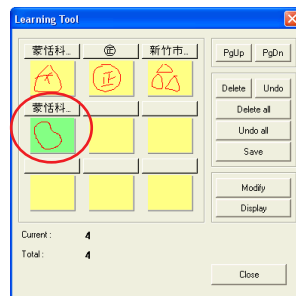 Learning Tool
蒙恬科... ㊣ 新竹市...
PgUp PgDn
正
Delete Undo
蒙恬科...
Delete all
Undo all
Save
Modify
Display
Current : 4
Total : 4
Close